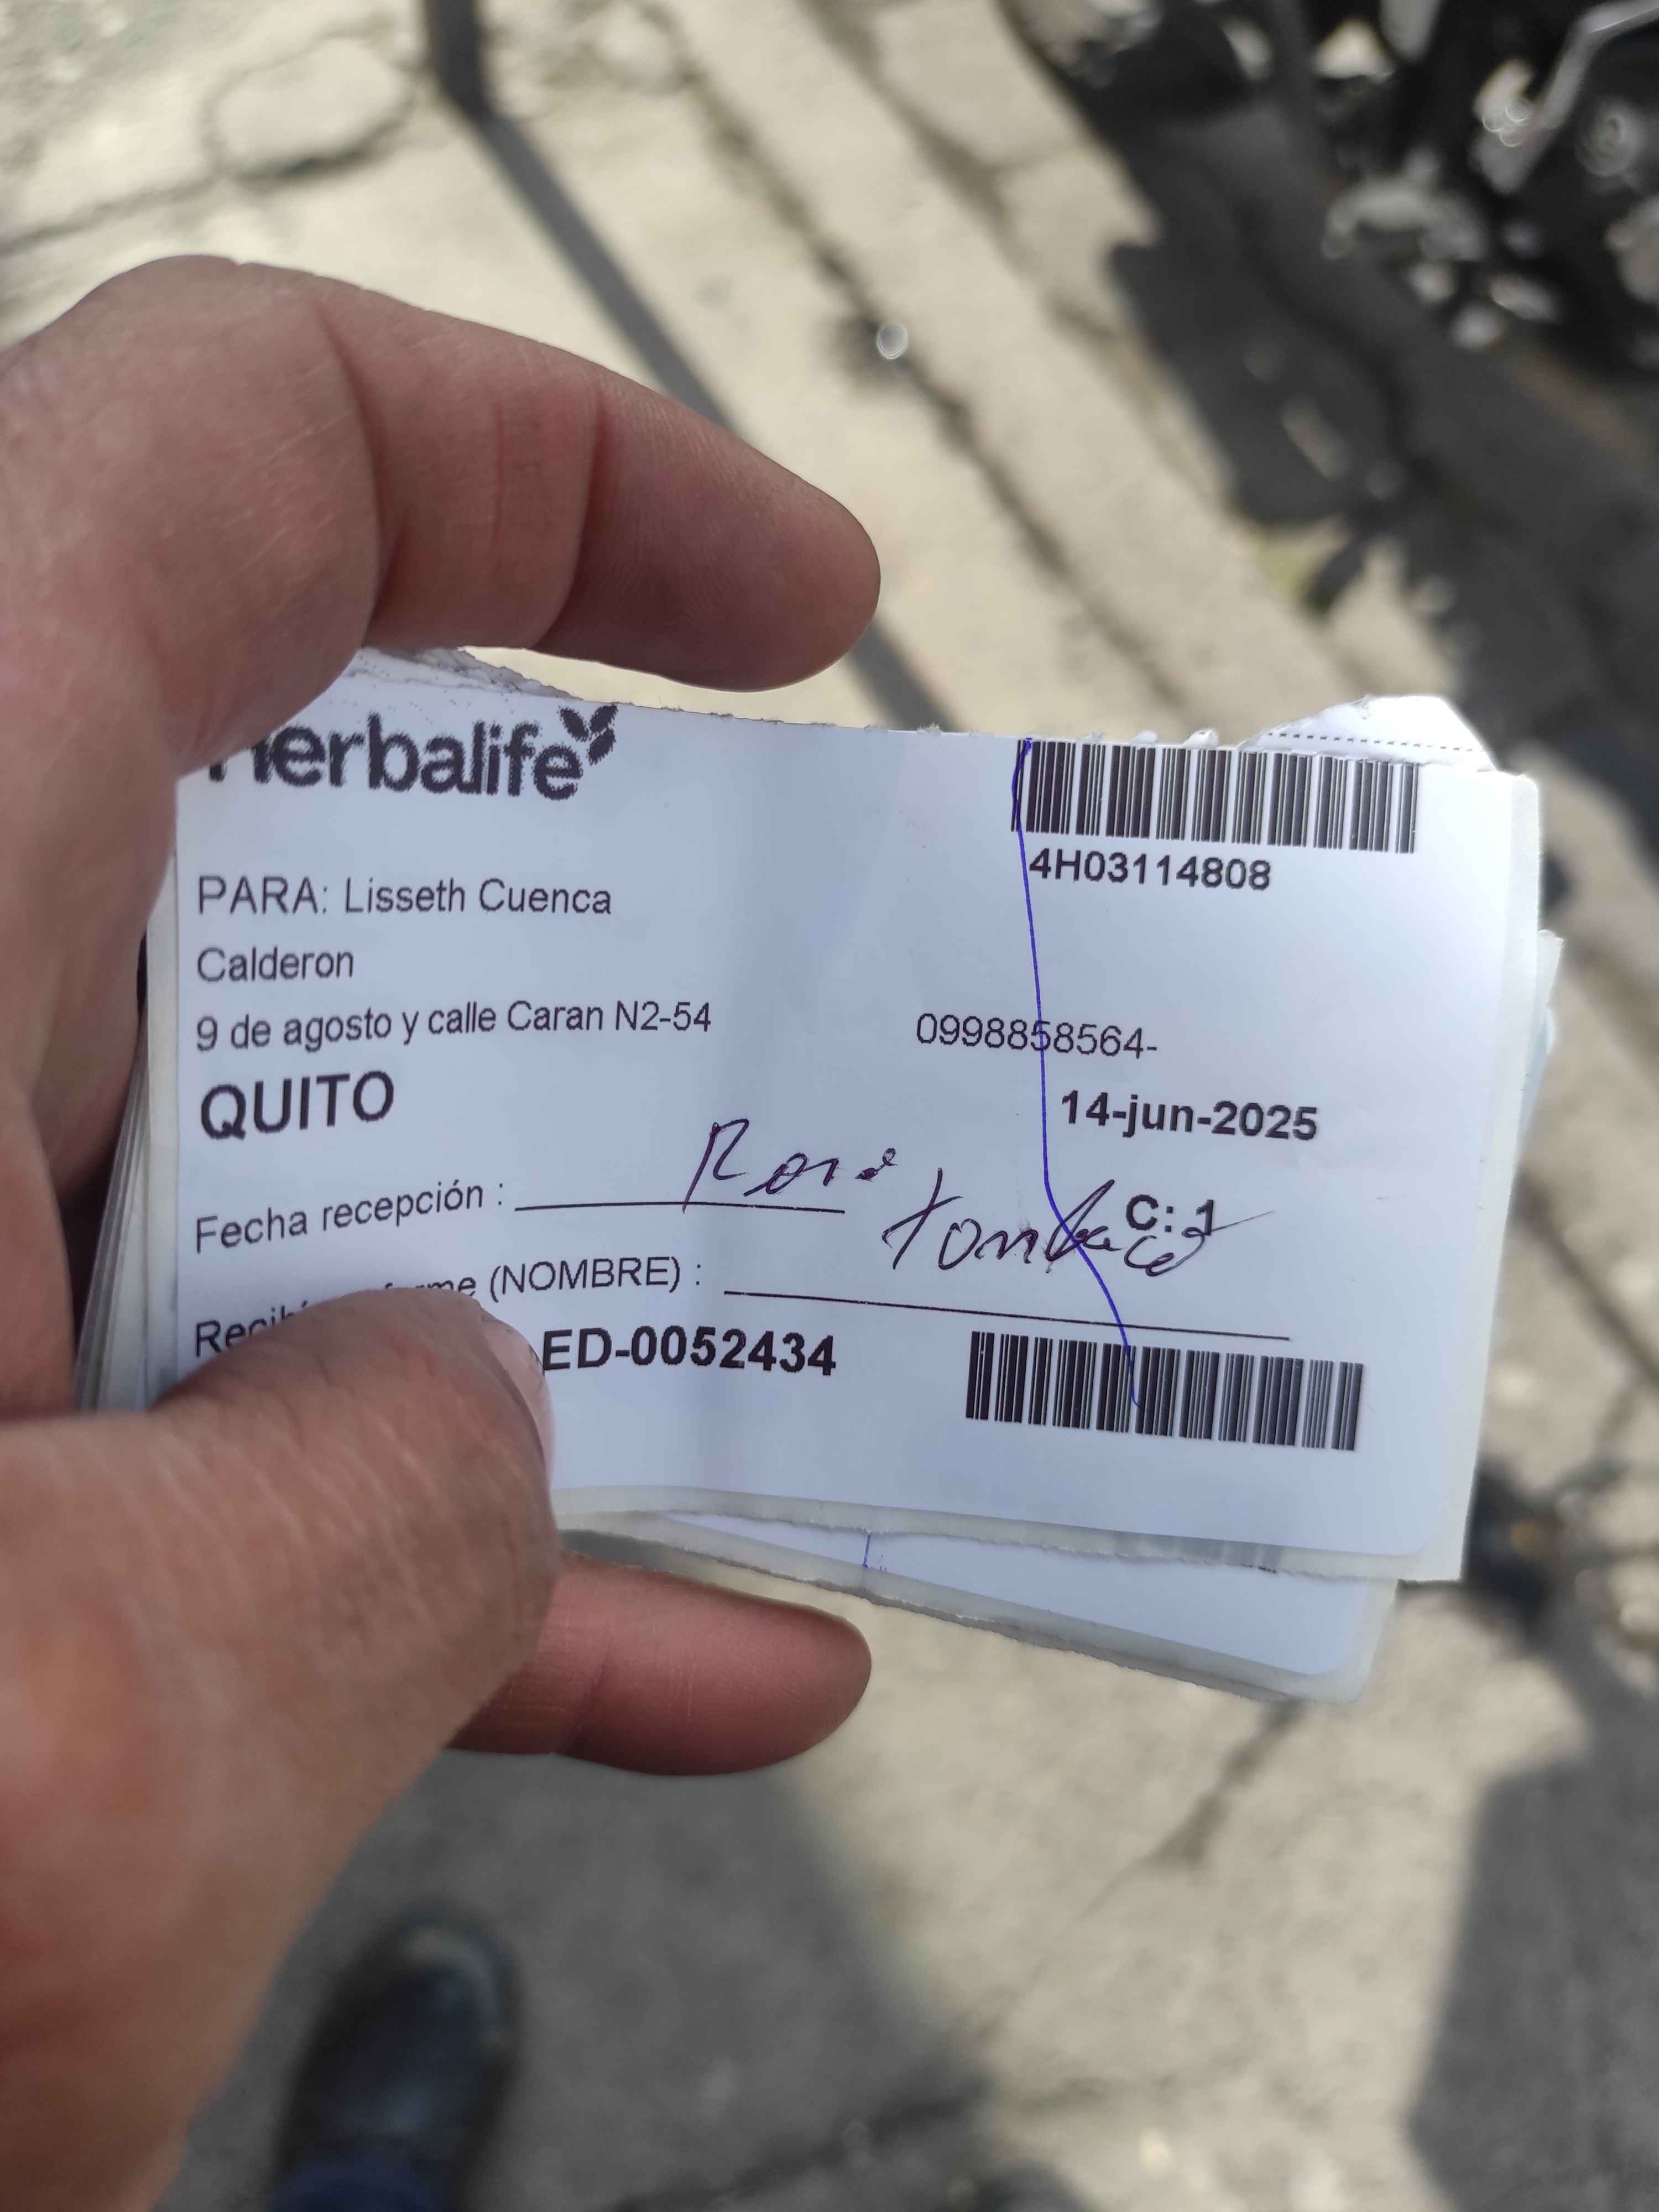 Herbalife
4H03114808
PARA: Lisseth Cuenca
Calderon
9 de agosto y calle Caran N2-54
0998858564-
QUITO
14-jun-2025
Fecha recepción :
Rosa
C: 1
(NOMBRE) :
ED-0052434